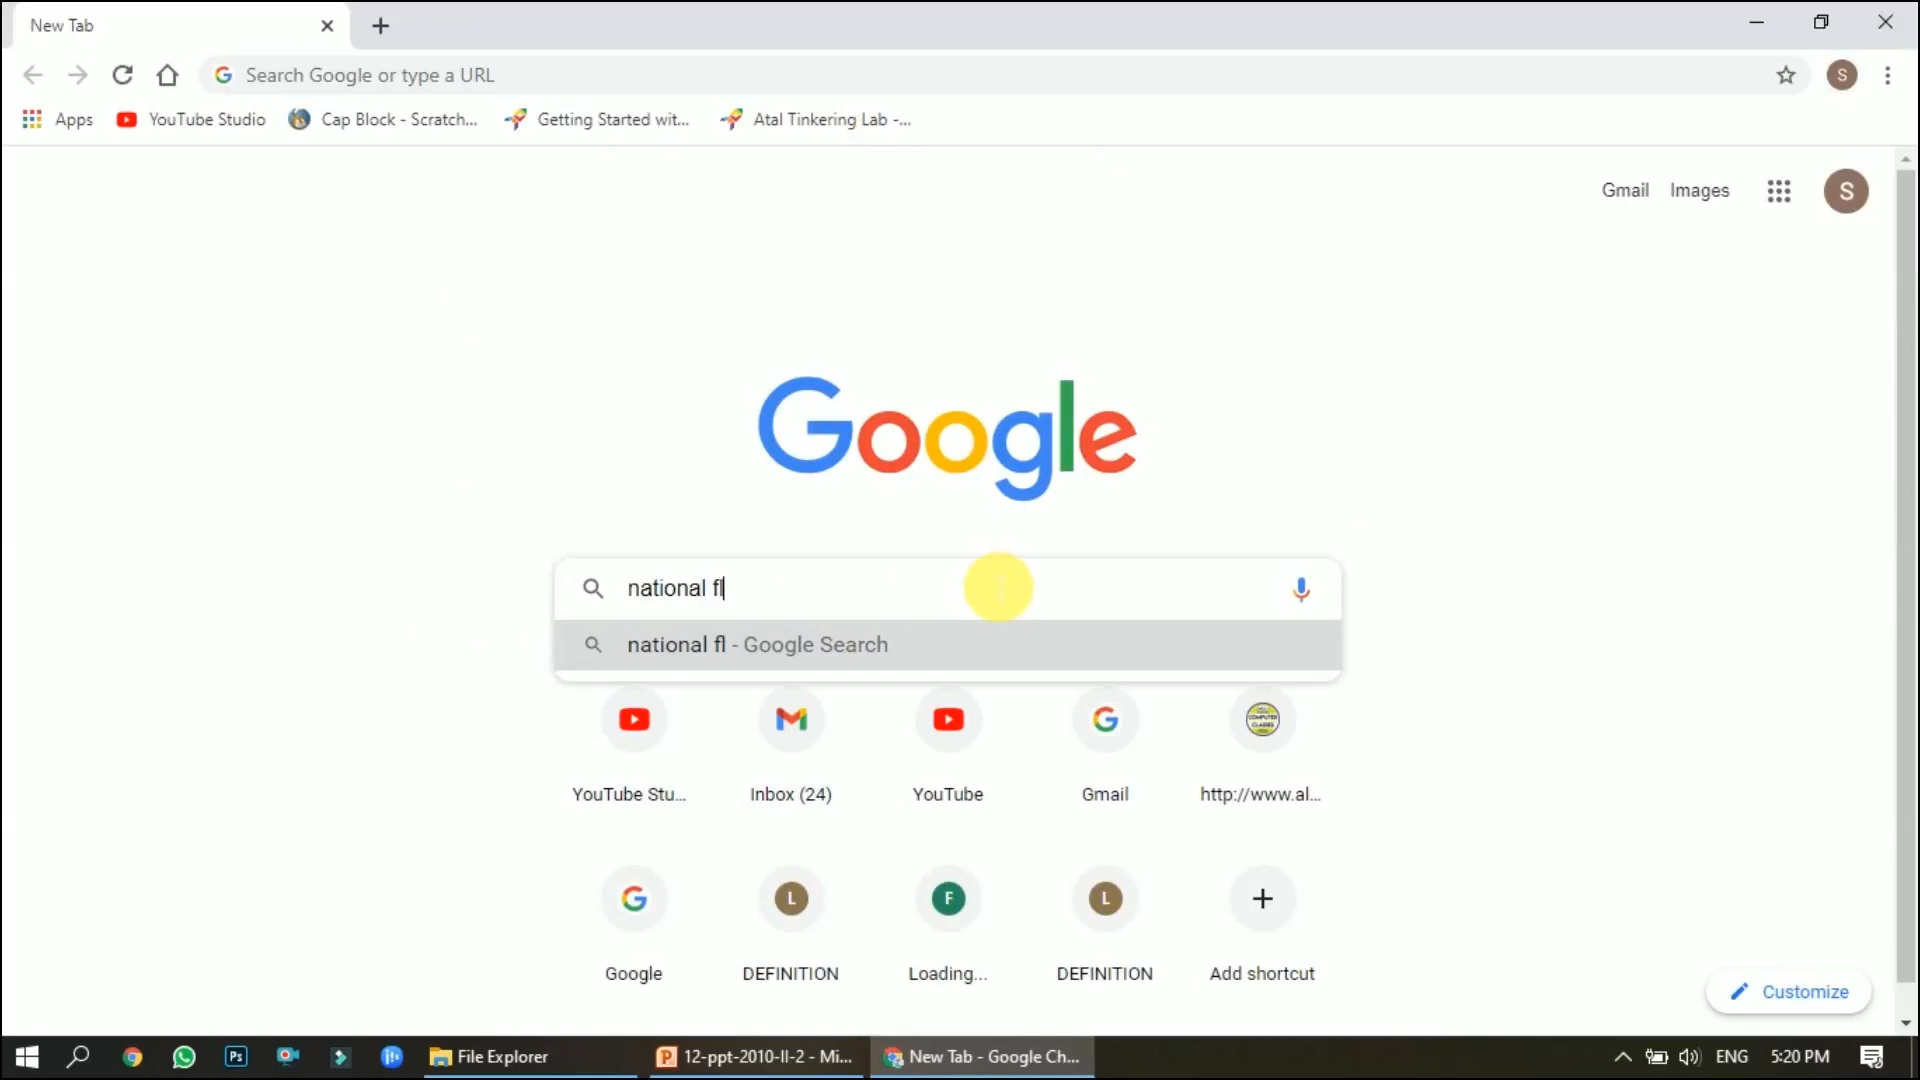 New Tab
Search Google or type a URL
S
Apps
YouTube Studio
Cap Block - Scratch...
Getting Started wit...
Atal Tinkering Lab -...
Gmail
Images
S
Google
national fl
national fl - Google Search
COMPUTER
CLASSES
YouTube Stu...
Inbox (24)
YouTube
Gmail
http://www.al...
L
F
L
Google
DEFINITION
Loading...
DEFINITION
Add shortcut
Customize
Ps
File Explorer
12-ppt-2010-II-2 - Mi...
New Tab - Google Ch...
ENG
5:20 PM